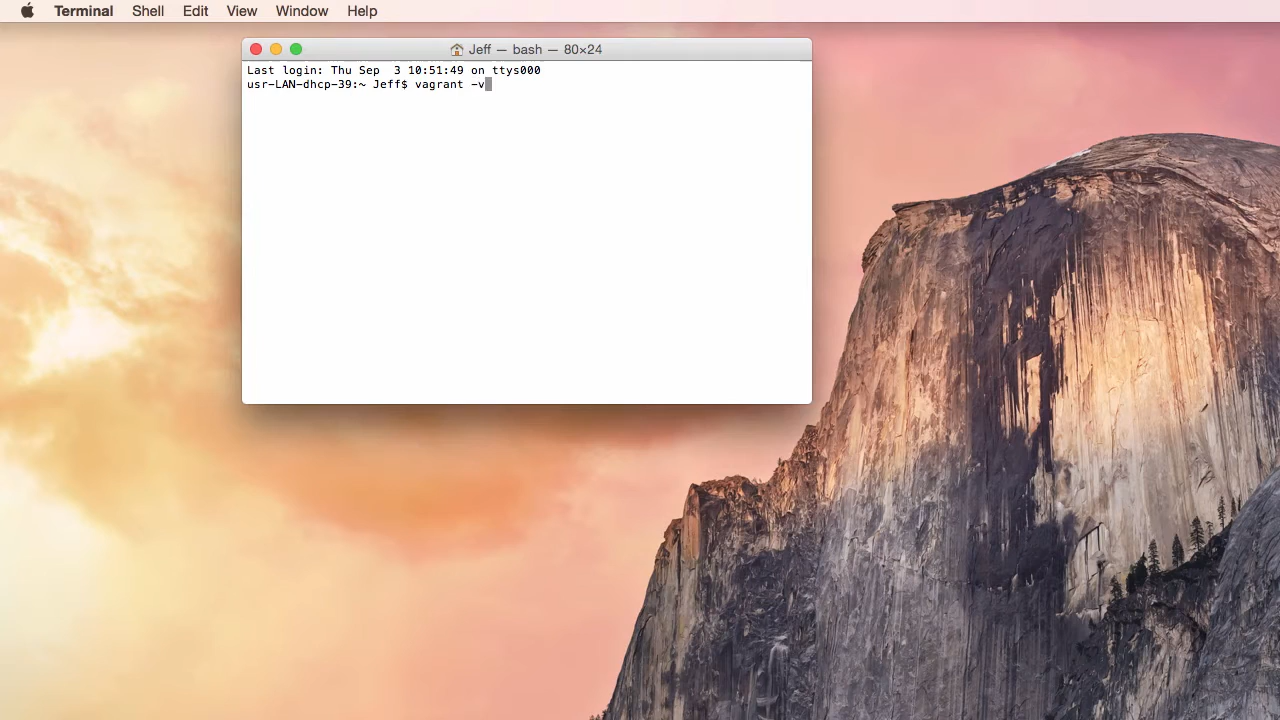 Terminal Shell Edit View Window Help
Jeff — bash — 80×24
Last login: Thu Sep  3 10:51:49 on ttys000
usr-LAN-dhcp-39:~ Jeff$ vagrant -v